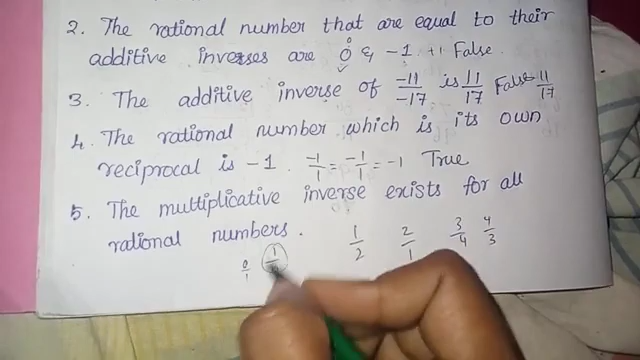 2. The rational number that are equal to their
0
additive inverses are 0 & -1. +1 False.
3. The additive inverse of -11/-17 is 11/17 False 11/17
4. The rational number which is its own
reciprocal is -1. -1/1 = -1/1 = -1 True
5. The multiplicative inverse exists for all
rational numbers. 1/2 2/1 3/4 4/3
0/1